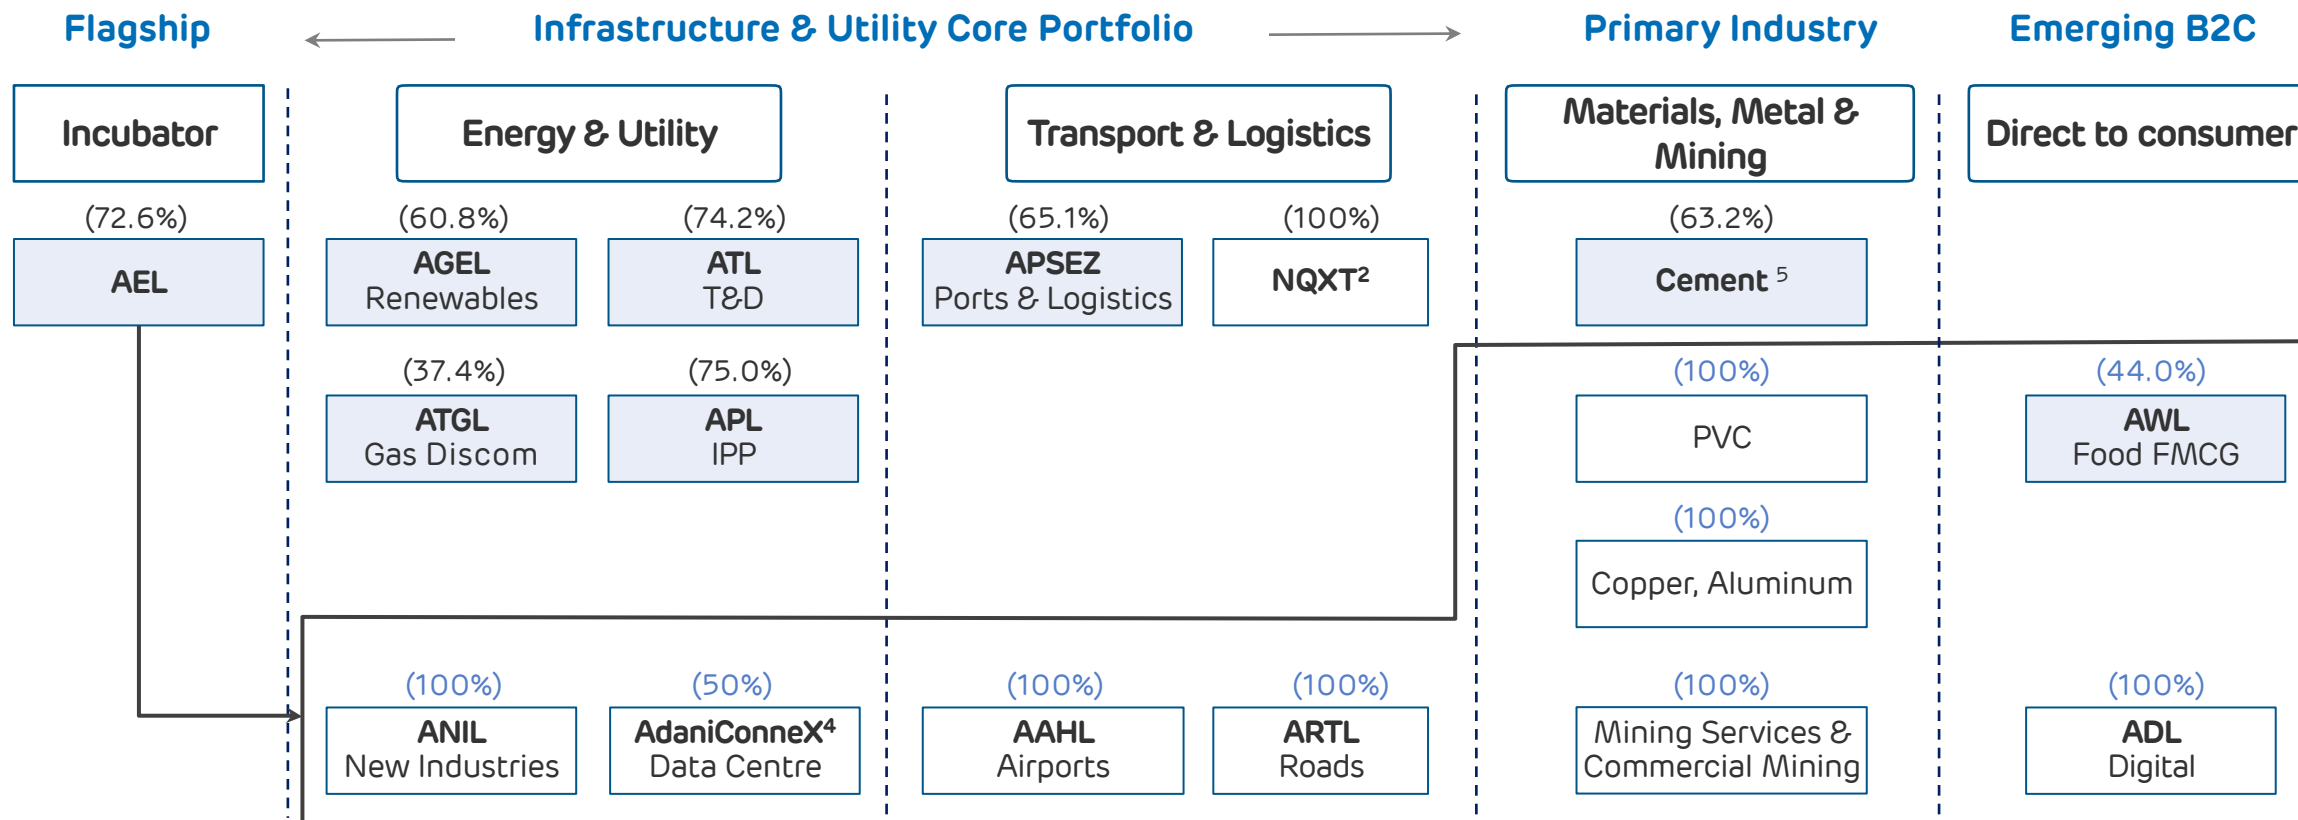 Flagship
Infrastructure & Utility Core Portfolio
Primary Industry
Emerging B2C
Incubator
Energy & Utility
Transport & Logistics
Materials, Metal &
Mining
Direct to consumer
(72.6%)
(60.8%)
(74.2%)
(65.1%)
(100%)
(63.2%)
AEL
AGEL
Renewables
ATL
T&D
APSEZ
Ports & Logistics
NQXT²
Cement ⁵
(37.4%)
(75.0%)
(100%)
(44.0%)
ATGL
Gas Discom
APL
IPP
PVC
AWL
Food FMCG
(100%)
Copper, Aluminum
(100%)
(50%)
(100%)
(100%)
(100%)
(100%)
ANIL
New Industries
AdaniConneX⁴
Data Centre
AAHL
Airports
ARTL
Roads
Mining Services &
Commercial Mining
ADL
Digital